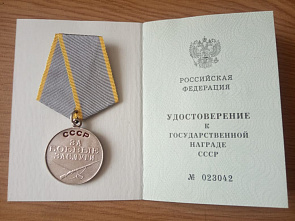 СССР
ЗА
БОЕВЫЕ
ЗАСЛУГИ
РОССИЙСКАЯ
ФЕДЕРАЦИЯ
УДОСТОВЕРЕНИЕ
К
ГОСУДАРСТВЕННОЙ
НАГРАДЕ
СССР
№ 023042